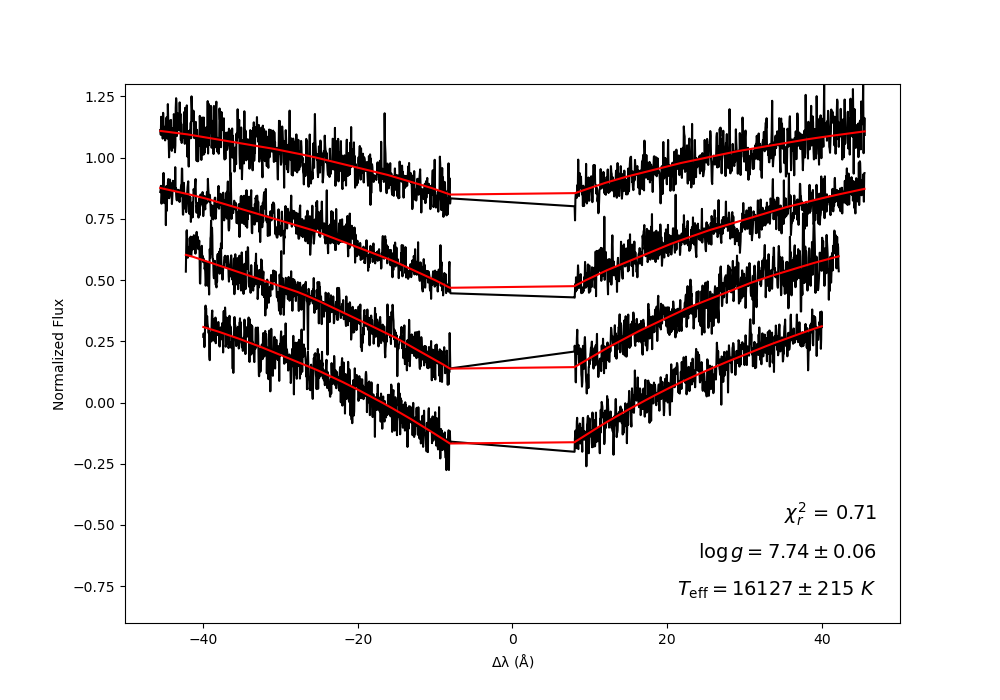 1.25
1.00
0.75
0.50
0.25
0.00
−0.25
−0.50
−0.75
Normalized Flux
χ²ᵣ = 0.71
log g = 7.74 ± 0.06
T_eff = 16127 ± 215 K
−40
−20
0
20
40
Δλ (Å)